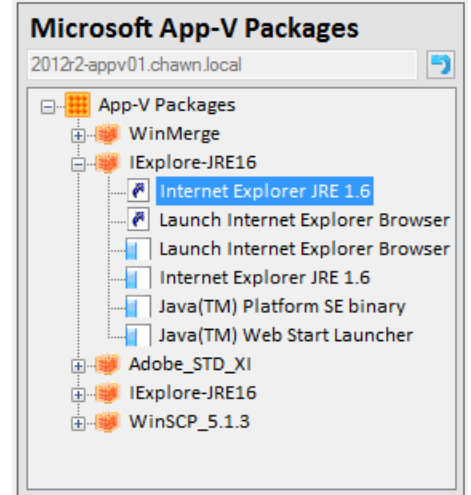 Microsoft App-V Packages
2012r2-appv01.chawn.local
App-V Packages
WinMerge
IExplore-JRE16
Internet Explorer JRE 1.6
Launch Internet Explorer Browser
Launch Internet Explorer Browser
Internet Explorer JRE 1.6
Java(TM) Platform SE binary
Java(TM) Web Start Launcher
Adobe_STD_XI
IExplore-JRE16
WinSCP_5.1.3